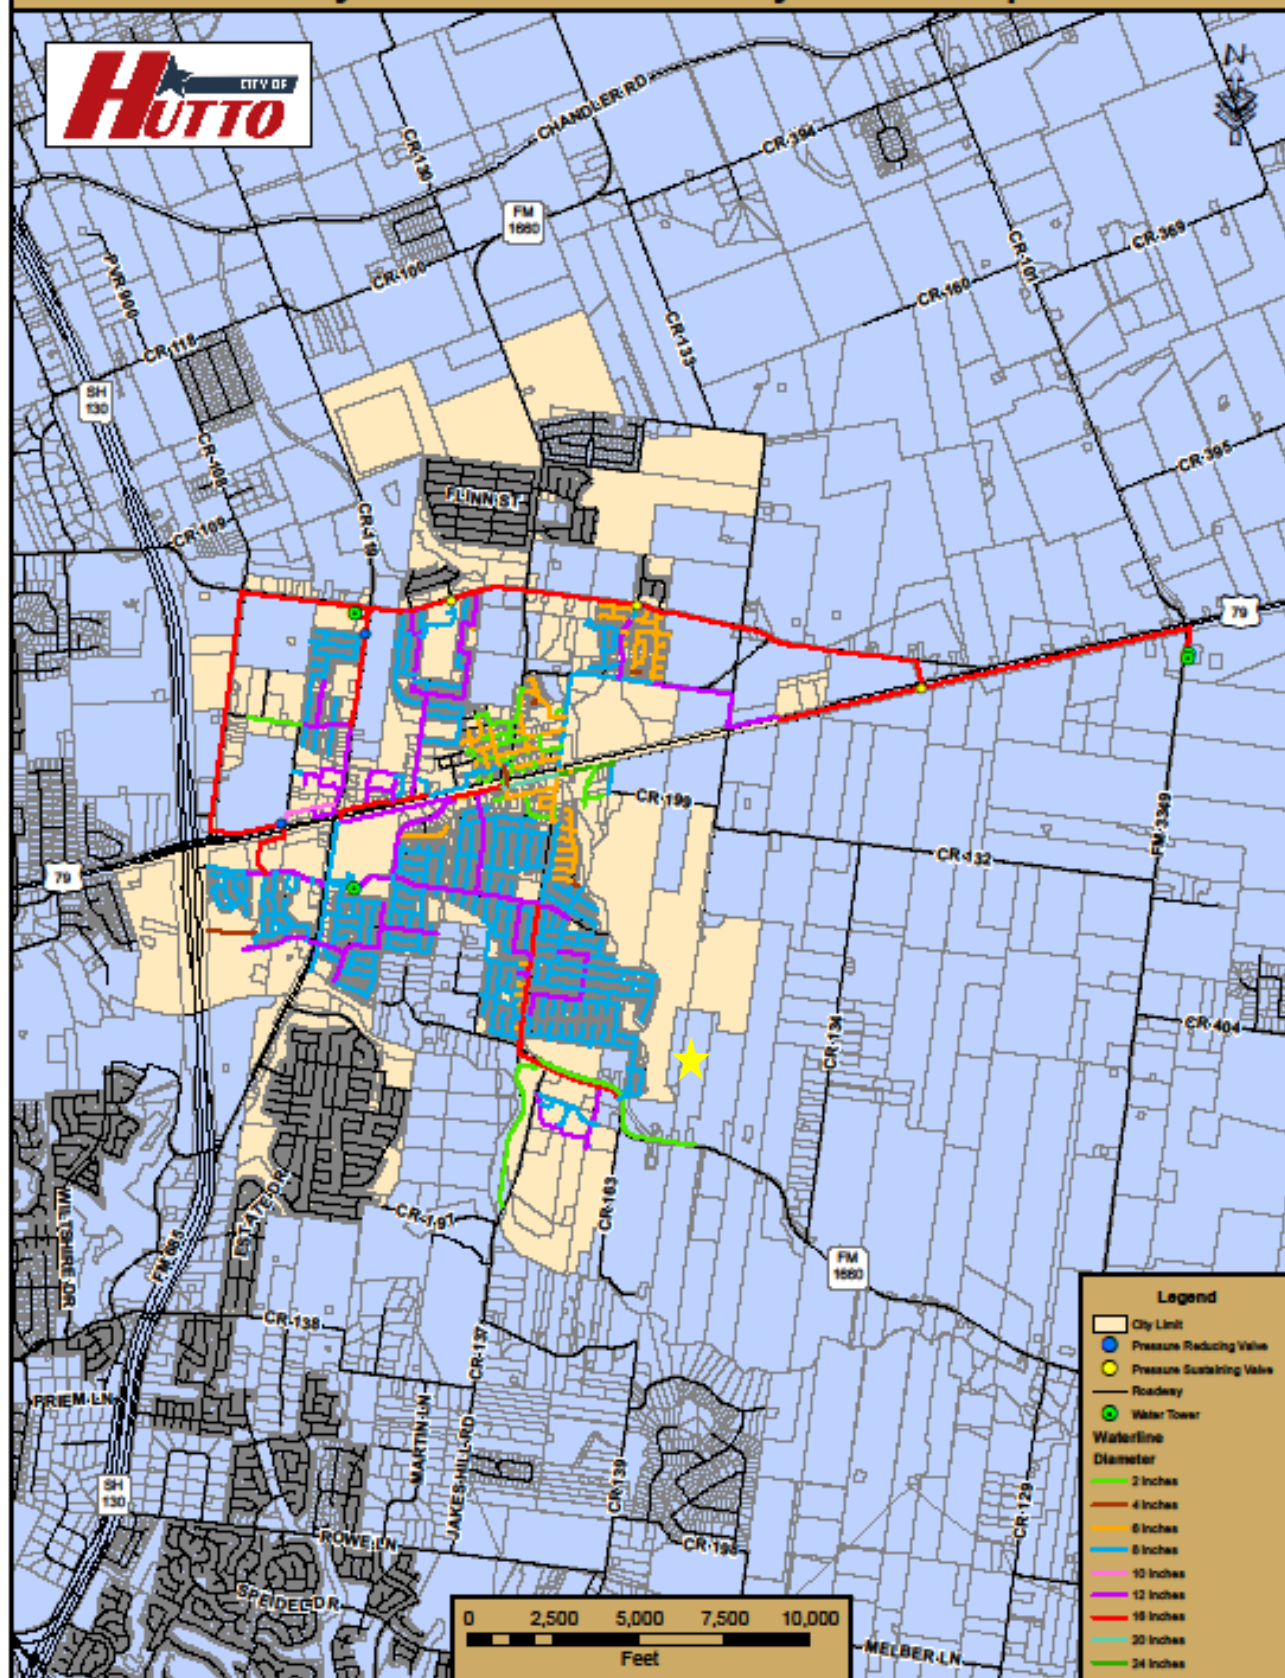 CITY OF
HUTTO
N
CHANDLER RD
CR 130
CR 394
FM
1660
CR 101
CR 369
PVR 900
CR 100
CR 160
CR 133
CR 118
SH
130
CR 395
CR 108
FLINN ST
CR 119
CR 109
79
CR 199
FM 3349
CR 132
79
CR 134
CR 404
WILTSHIRE DR
ESTATE DR
CR 163
CR 197
FM 685
FM
1660
CR 138
CR 137
PRIEM LN
MARTIN LN
JAKES HILL RD
CR 139
CR 129
SH
130
ROWE LN
CR 198
SPEIDEL DR
MELBER LN
0 2,500 5,000 7,500 10,000
Feet
Legend
City Limit
Pressure Reducing Valve
Pressure Sustaining Valve
Roadway
Water Tower
Waterline
Diameter
2 Inches
4 Inches
6 Inches
8 Inches
10 Inches
12 Inches
16 Inches
20 Inches
24 Inches